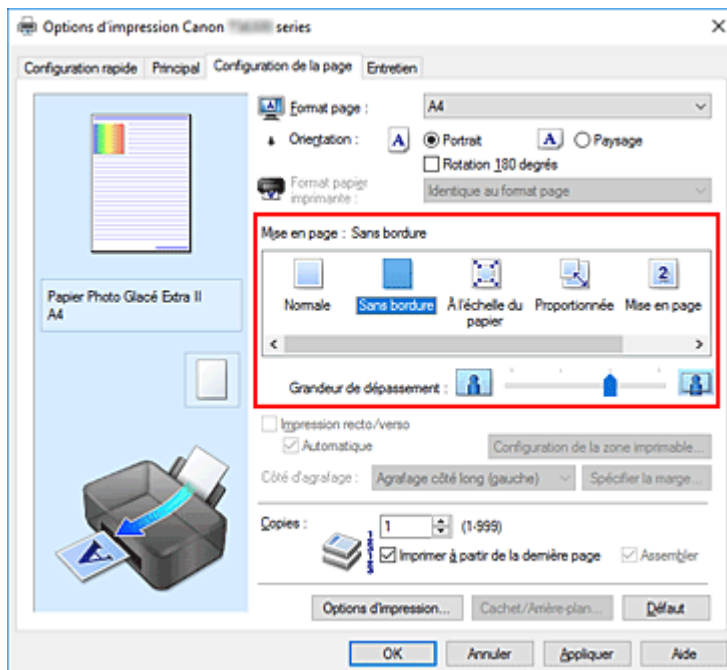 Options d'impression Canon series
Configuration rapide Principal Configuration de la page Entretien
Format page : A4
Orientation : A Portrait A Paysage
Rotation 180 degrés
Format papier imprimante : Identique au format page
Mise en page : Sans bordure
Normale Sans bordure À l'échelle du papier Proportionnée 2 Mise en page
Grandeur de dépassement :
Papier Photo Glacé Extra II
A4
Impression recto/verso
Automatique Configuration de la zone imprimable...
Côté d'agrafage : Agrafage côté long (gauche) Spécifier la marge...
Copies : 1 (1-999)
Imprimer à partir de la dernière page Assembler
Options d'impression... Cachet/Arrière-plan... Défaut
OK Annuler Appliquer Aide